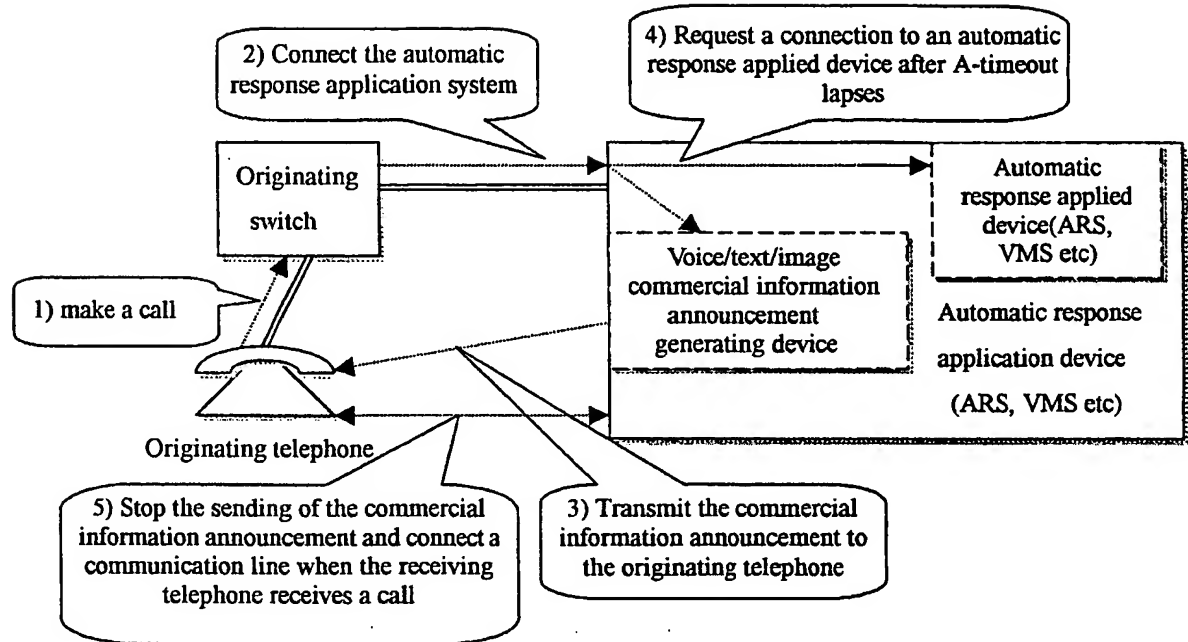 2) Connect the automatic
response application system
4) Request a connection to an automatic
response applied device after A-timeout
lapses
Originating
switch
Automatic
response applied
device(ARS,
VMS etc)
Voice/text/image
commercial information
announcement
generating device
1) make a call
Automatic response
application device
(ARS, VMS etc)
Originating telephone
5) Stop the sending of the commercial
information announcement and connect a
communication line when the receiving
telephone receives a call
3) Transmit the commercial
information announcement to
the originating telephone